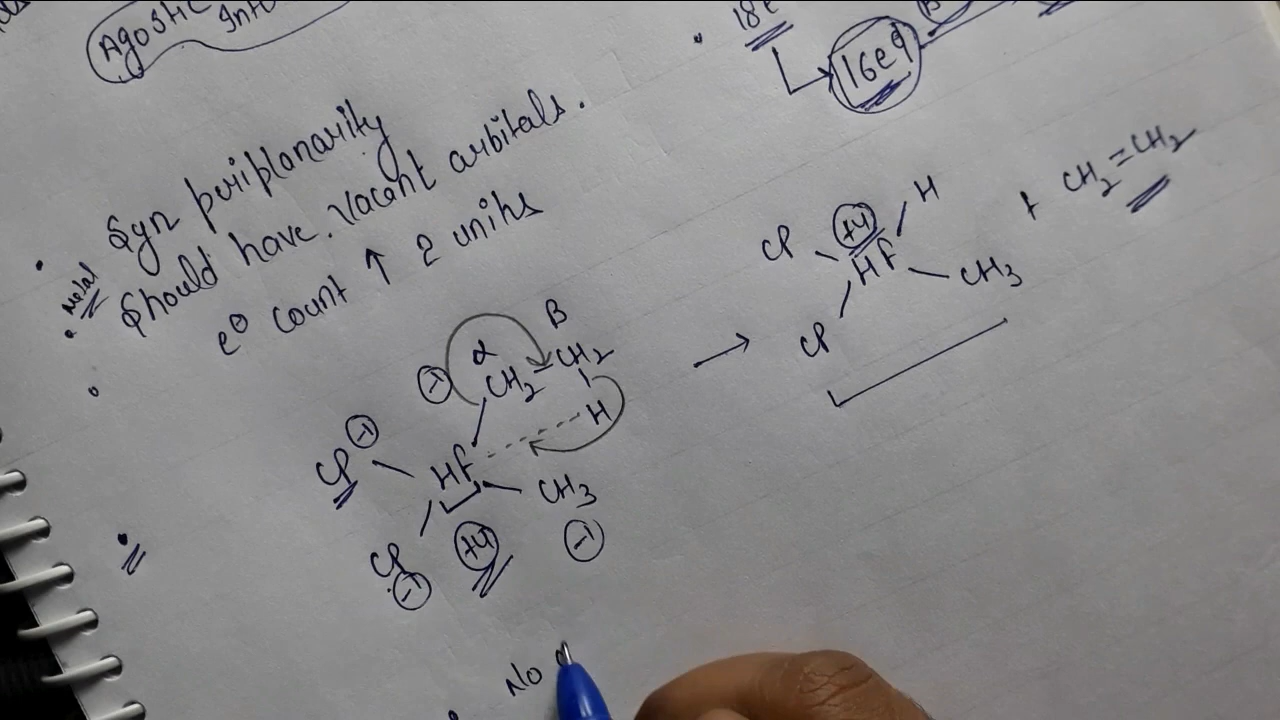 Agostic
Into
18e
16e⊖
Syn periplanarity
metal
Should have. Vacant orbitals.
e⊖ count ↑ 2 units
α β
-1 CH2=CH2
H
Cp -1 Hf CH3
Cp -1 +4 -1
→
Cp +4 Hf H
Cp CH3
+ CH2=CH2
No